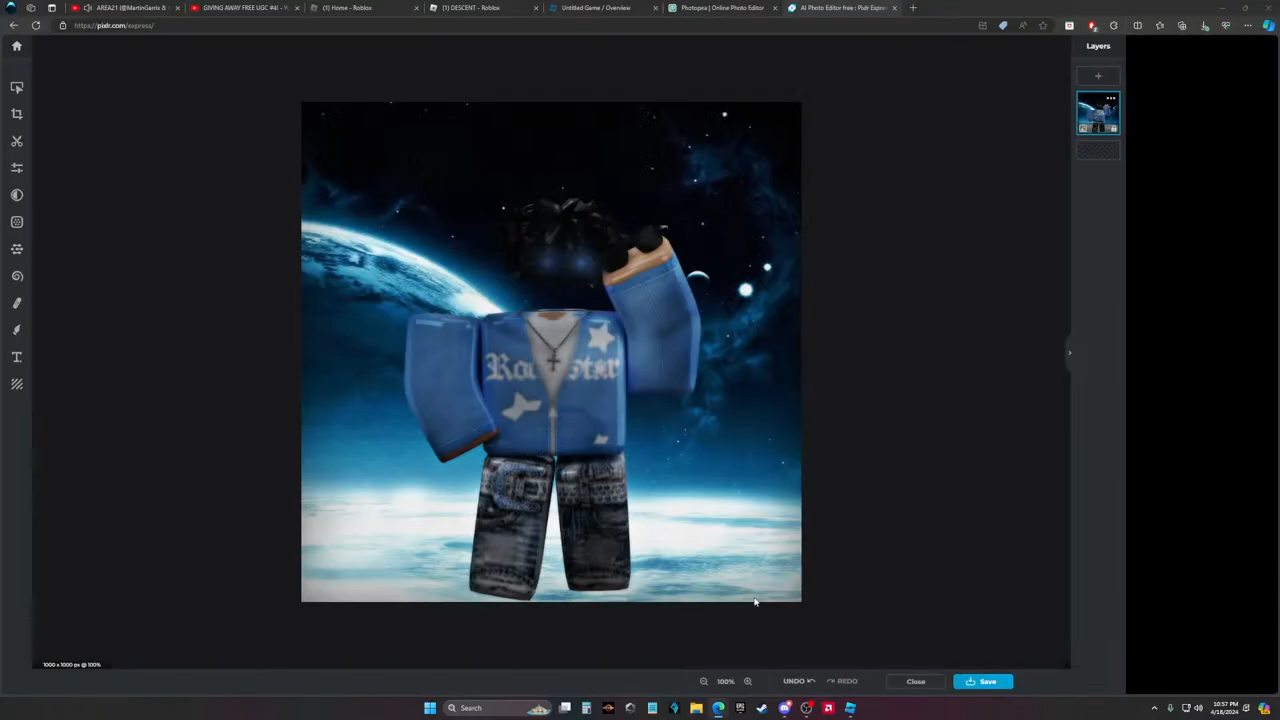 AREA21 (@MartinGarrix &
GIVING AWAY FREE UGC #4!
(1) Home - Roblox
(1) DESCENT - Roblox
Untitled Game / Overview
Photopea | Online Photo Editor
AI Photo Editor free : Pixlr Expre
https://pixlr.com/express/
Layers
1000 x 1000 px @ 100%
100%
UNDO
REDO
Close
Save
Search
10:57 PM
4/18/2024